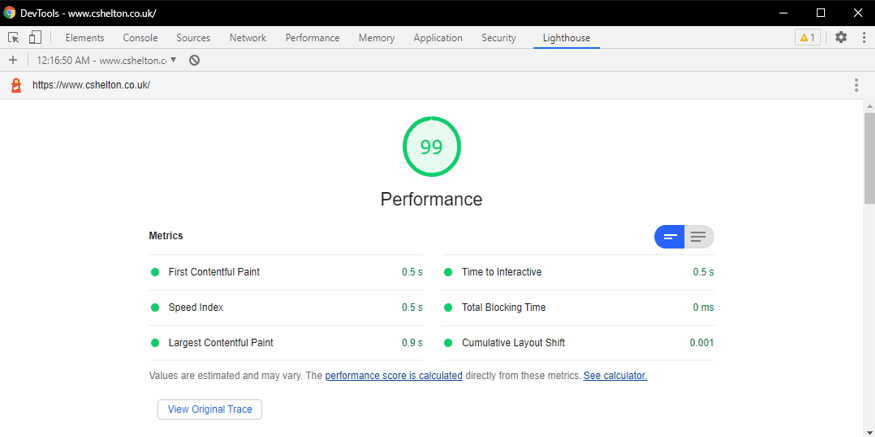 DevTools - www.cshelton.co.uk/
Elements Console Sources Network Performance Memory Application Security Lighthouse 1
+ 12:16:50 AM - www.cshelton.co
https://www.cshelton.co.uk/
99
Performance
Metrics
First Contentful Paint 0.5 s Time to Interactive 0.5 s
Speed Index 0.5 s Total Blocking Time 0 ms
Largest Contentful Paint 0.9 s Cumulative Layout Shift 0.001
Values are estimated and may vary. The performance score is calculated directly from these metrics. See calculator.
View Original Trace